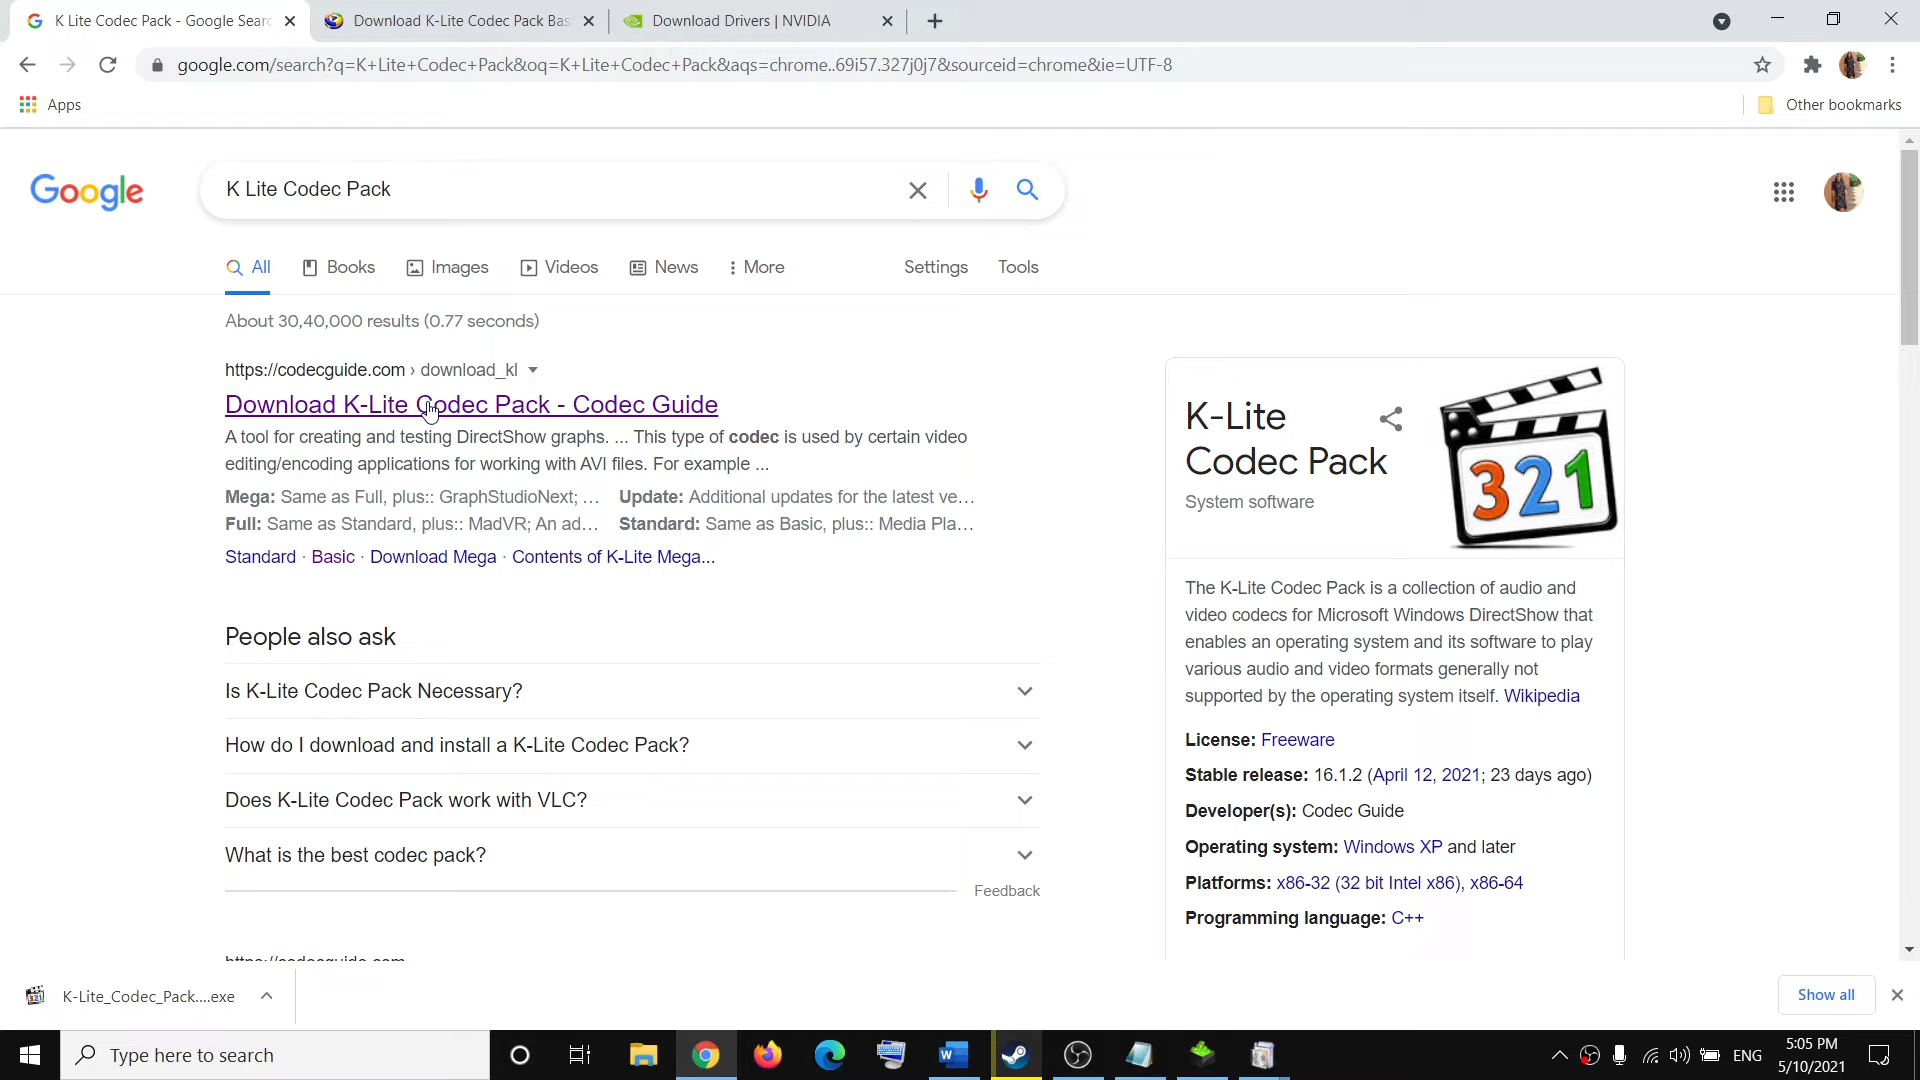 K Lite Codec Pack - Google Searc
Download K-Lite Codec Pack Bas
Download Drivers | NVIDIA
google.com/search?q=K+Lite+Codec+Pack&oq=K+Lite+Codec+Pack&aqs=chrome..69i57.327j0j7&sourceid=chrome&ie=UTF-8
Apps
Other bookmarks
Google
K Lite Codec Pack
All
Books
Images
Videos
News
More
Settings
Tools
About 30,40,000 results (0.77 seconds)
https://codecguide.com › download_kl
Download K-Lite Codec Pack - Codec Guide
A tool for creating and testing DirectShow graphs. ... This type of codec is used by certain video
editing/encoding applications for working with AVI files. For example ...
Mega: Same as Full, plus:: GraphStudioNext; ...
Update: Additional updates for the latest ve...
Full: Same as Standard, plus:: MadVR; An ad...
Standard: Same as Basic, plus:: Media Pla...
Standard · Basic · Download Mega · Contents of K-Lite Mega...
People also ask
Is K-Lite Codec Pack Necessary?
How do I download and install a K-Lite Codec Pack?
Does K-Lite Codec Pack work with VLC?
What is the best codec pack?
Feedback
https://codecguide.com
K-Lite
Codec Pack
System software
321
The K-Lite Codec Pack is a collection of audio and
video codecs for Microsoft Windows DirectShow that
enables an operating system and its software to play
various audio and video formats generally not
supported by the operating system itself. Wikipedia
License: Freeware
Stable release: 16.1.2 (April 12, 2021; 23 days ago)
Developer(s): Codec Guide
Operating system: Windows XP and later
Platforms: x86-32 (32 bit Intel x86), x86-64
Programming language: C++
K-Lite_Codec_Pack....exe
Show all
Type here to search
ENG
5:05 PM
5/10/2021